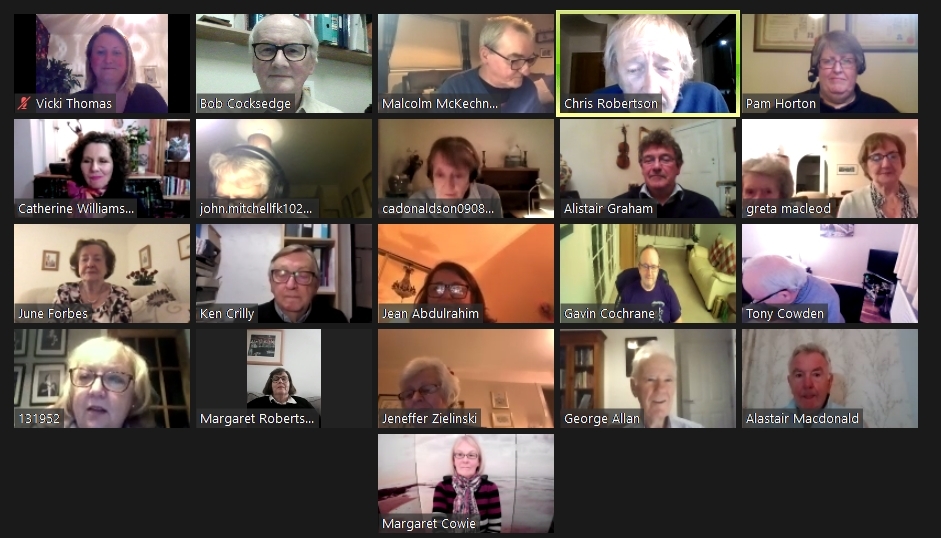 Vicki Thomas
Bob Cocksedge
Malcolm McKechn...
Chris Robertson
Pam Horton
Catherine Williams...
john.mitchellfk102...
cadonaldson0908...
Alistair Graham
greta macleod
June Forbes
Ken Crilly
Jean Abdulrahim
Gavin Cochrane
Tony Cowden
131952
Margaret Roberts...
Jeneffer Zielinski
George Allan
Alastair Macdonald
Margaret Cowie